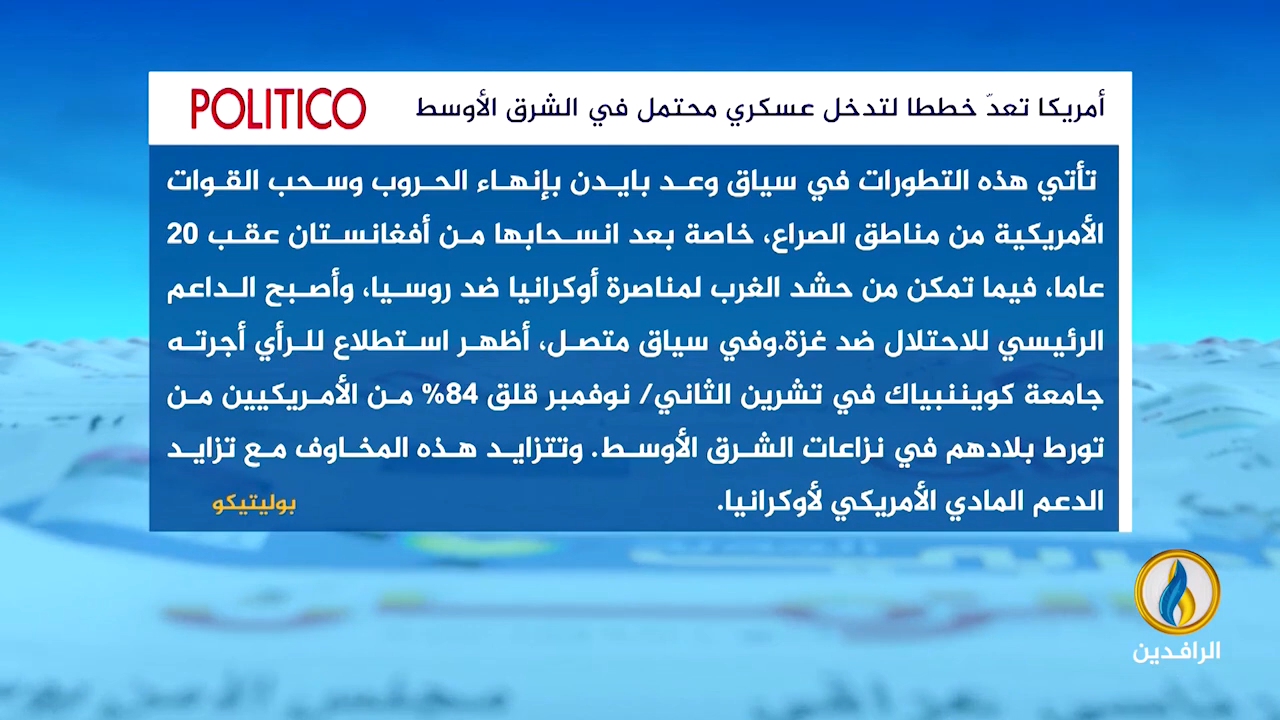 أمريكا تعدّ خططا لتدخل عسكري محتمل في الشرق الأوسط
POLITICO
تأتي هذه التطورات في سياق وعد بايدن بإنهاء الحروب وسحب القوات
الأمريكية من مناطق الصراع، خاصة بعد انسحابها من أفغانستان عقب 20
عاما، فيما تمكن من حشد الغرب لمناصرة أوكرانيا ضد روسيا، وأصبح الداعم
الرئيسي للاحتلال ضد غزة.وفي سياق متصل، أظهر استطلاع للرأي أجرته
جامعة كويننبياك في تشرين الثاني/ نوفمبر قلق 84% من الأمريكيين من
تورط بلادهم في نزاعات الشرق الأوسط. وتتزايد هذه المخاوف مع تزايد
الدعم المادي الأمريكي لأوكرانيا.
بوليتيكو
الرافدين
مجلس الأمن